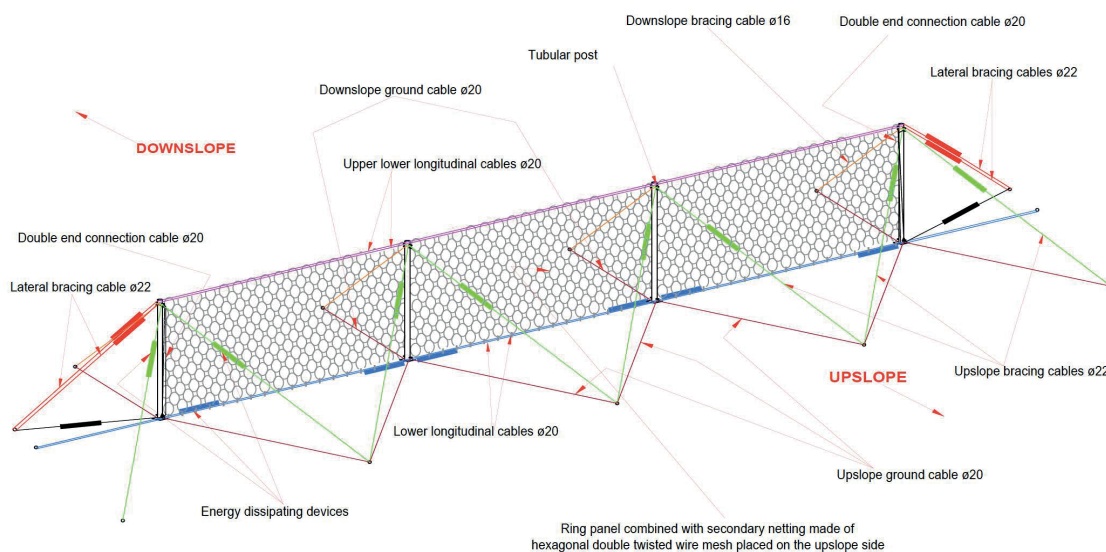 Downslope bracing cable ø16
Double end connection cable ø20
Tubular post
Lateral bracing cables ø22
Downslope ground cable ø20
DOWNSLOPE
Upper lower longitudinal cables ø20
Double end connection cable ø20
Lateral bracing cable ø22
UPSLOPE
Upslope bracing cables ø22
Lower longitudinal cables ø20
Upslope ground cable ø20
Energy dissipating devices
Ring panel combined with secondary netting made of
hexagonal double twisted wire mesh placed on the upslope side